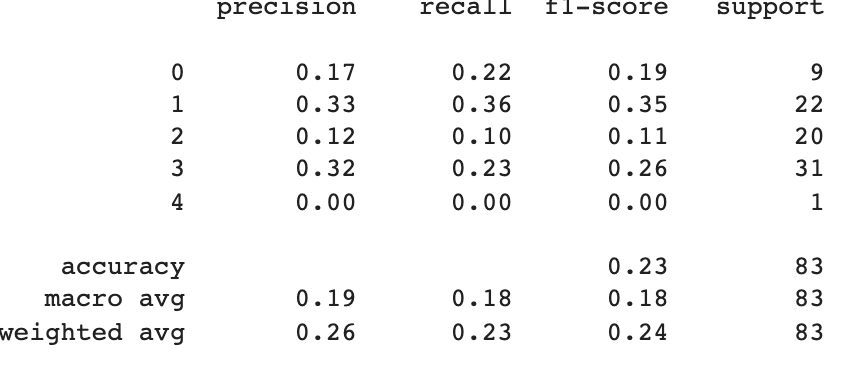 precision recall f1-score support
0 0.17 0.22 0.19 9
1 0.33 0.36 0.35 22
2 0.12 0.10 0.11 20
3 0.32 0.23 0.26 31
4 0.00 0.00 0.00 1
accuracy 0.23 83
macro avg 0.19 0.18 0.18 83
weighted avg 0.26 0.23 0.24 83